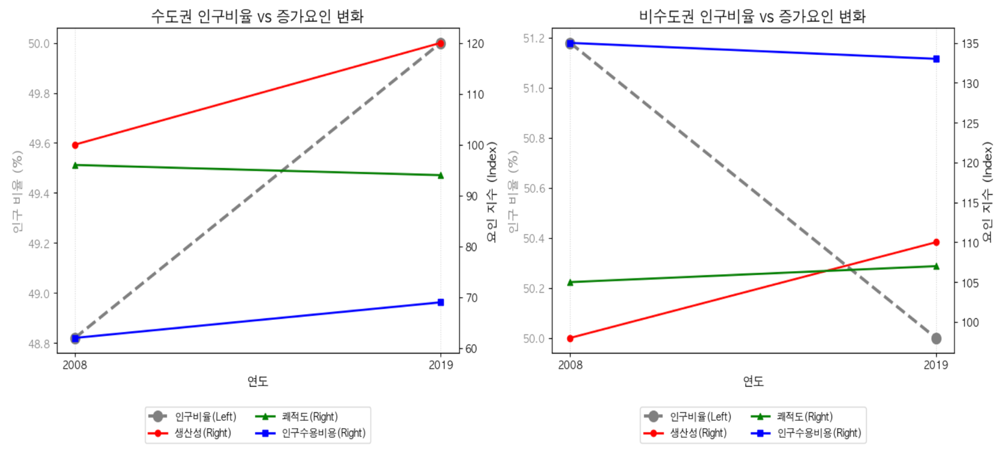 수도권 인구비율 vs 증가요인 변화
인구 비율 (%)
50.0
49.8
49.6
49.4
49.2
49.0
48.8
120
110
100
90
80
70
60
요인 지수 (Index)
2008
2019
연도
인구비율(Left)
쾌적도(Right)
생산성(Right)
인구수용비용(Right)
비수도권 인구비율 vs 증가요인 변화
인구 비율 (%)
51.2
51.0
50.8
50.6
50.4
50.2
50.0
135
130
125
120
115
110
105
100
요인 지수 (Index)
2008
2019
연도
인구비율(Left)
쾌적도(Right)
생산성(Right)
인구수용비용(Right)